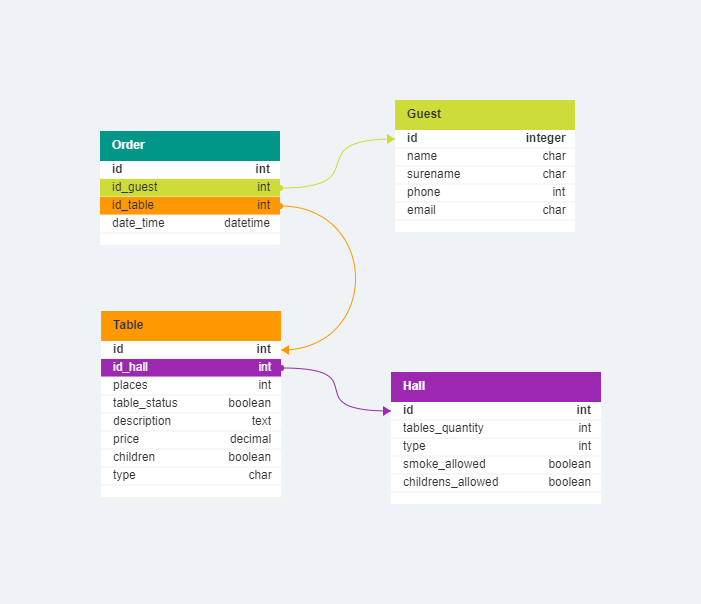 Order
id int
id_guest int
id_table int
date_time datetime
Guest
id integer
name char
surename char
phone int
email char
Table
id int
id_hall int
places int
table_status boolean
description text
price decimal
children boolean
type char
Hall
id int
tables_quantity int
type int
smoke_allowed boolean
childrens_allowed boolean